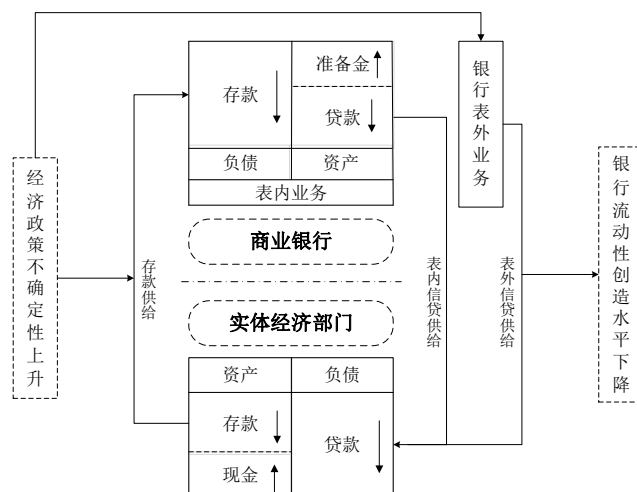 准备金
存款
贷款
负债
资产
表内业务
银行表外业务
经济政策不确定性上升
商业银行
存款供给
表内信贷供给
表外信贷供给
银行流动性创造水平下降
实体经济部门
资产
负债
存款
贷款
现金